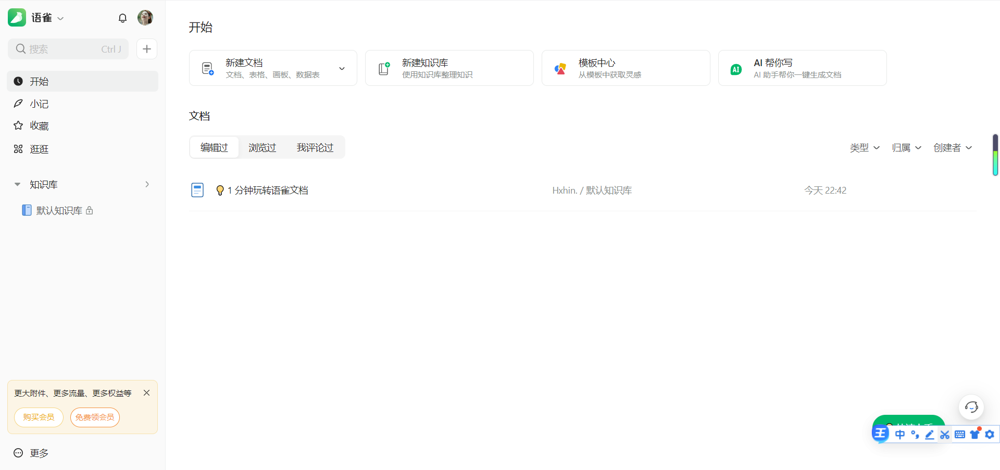 语雀
搜索 Ctrl J
开始
小记
收藏
逛逛
知识库
默认知识库
更大附件、更多流量、更多权益等
购买会员 免费领会员
更多
开始
新建文档
文档、表格、画板、数据表
新建知识库
使用知识库整理知识
模板中心
从模板中获取灵感
AI
AI 帮你写
AI 助手帮你一键生成文档
文档
编辑过 浏览过 我评论过 类型 归属 创建者
1 分钟玩转语雀文档 Hxhin. / 默认知识库 今天 22:42
王 中